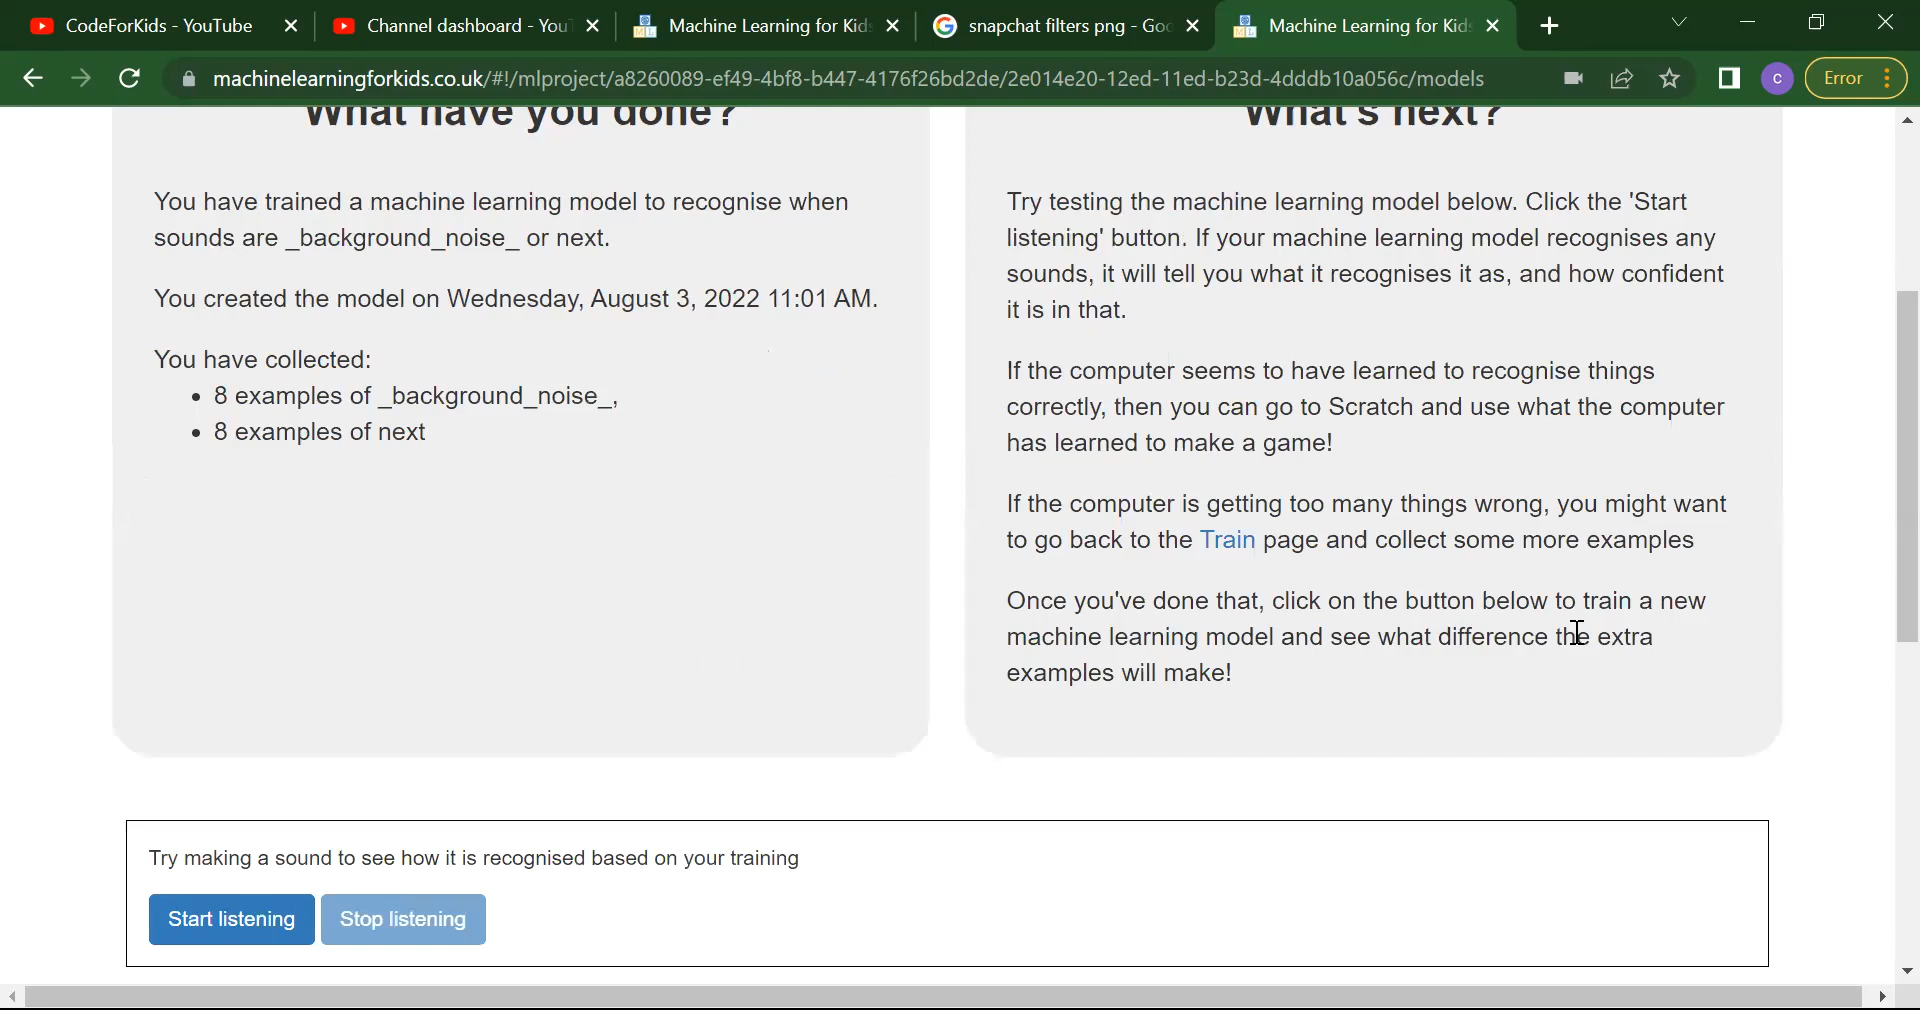 CodeForKids - YouTube
Channel dashboard - You
Machine Learning for Kids
snapchat filters png - Goo
Machine Learning for Kids
machinelearningforkids.co.uk/#!/mlproject/a8260089-ef49-4bf8-b447-4176f26bd2de/2e014e20-12ed-11ed-b23d-4dddb10a056c/models
C
Error
What have you done?
You have trained a machine learning model to recognise when
sounds are _background_noise_ or next.
You created the model on Wednesday, August 3, 2022 11:01 AM.
You have collected:
• 8 examples of _background_noise_,
• 8 examples of next
What's next?
Try testing the machine learning model below. Click the 'Start
listening' button. If your machine learning model recognises any
sounds, it will tell you what it recognises it as, and how confident
it is in that.
If the computer seems to have learned to recognise things
correctly, then you can go to Scratch and use what the computer
has learned to make a game!
If the computer is getting too many things wrong, you might want
to go back to the Train page and collect some more examples
Once you've done that, click on the button below to train a new
machine learning model and see what difference the extra
examples will make!
Try making a sound to see how it is recognised based on your training
Start listening
Stop listening